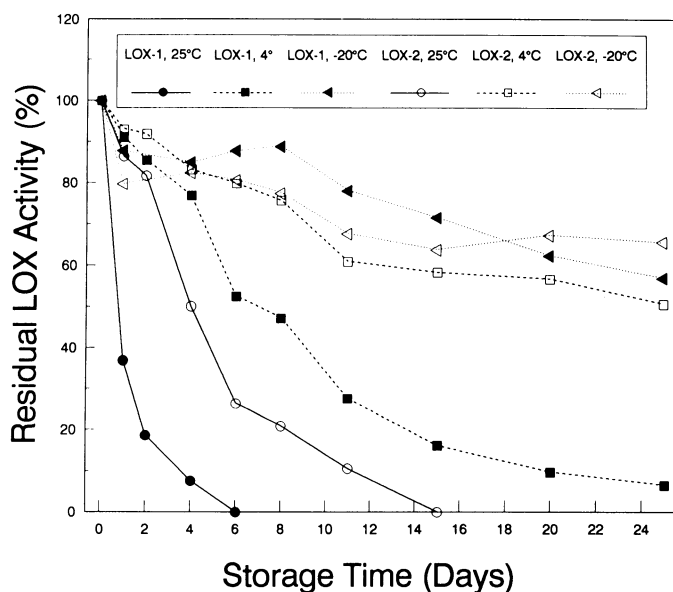 120
100
80
60
40
20
0
Residual LOX Activity (%)
LOX-1, 25°C LOX-1, 4° LOX-1, -20°C LOX-2, 25°C LOX-2, 4°C LOX-2, -20°C
0 2 4 6 8 10 12 14 16 18 20 22 24
Storage Time (Days)